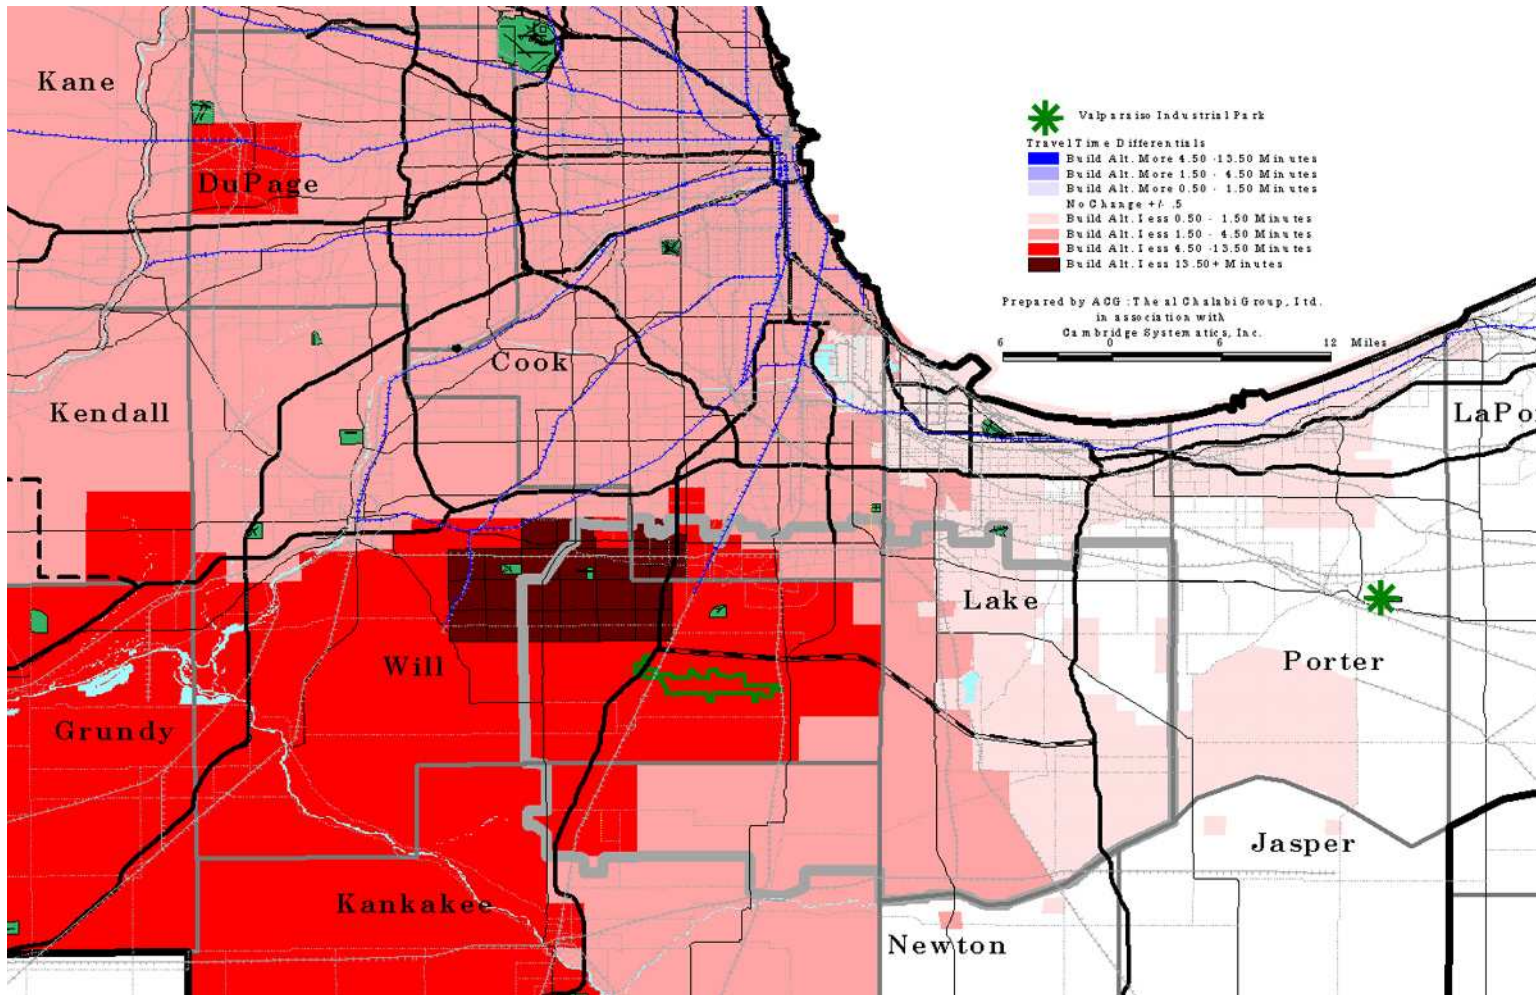 Kane
DuPage
Cook
Kendall
Will
Grundy
Kankakee
Lake
Porter
LaPo
Jasper
Newton
Valparaiso Industrial Park
Travel Time Differentials
Build Alt. More 4.50 -13.50 Minutes
Build Alt. More 1.50 - 4.50 Minutes
Build Alt. More 0.50 - 1.50 Minutes
No Change +/- .5
Build Alt. Less 0.50 - 1.50 Minutes
Build Alt. Less 1.50 - 4.50 Minutes
Build Alt. Less 4.50 -13.50 Minutes
Build Alt. Less 13.50+ Minutes
Prepared by ACG : The al Chalabi Group, Ltd.
in association with
Cambridge Systematics, Inc.
6 0 6 12 Miles